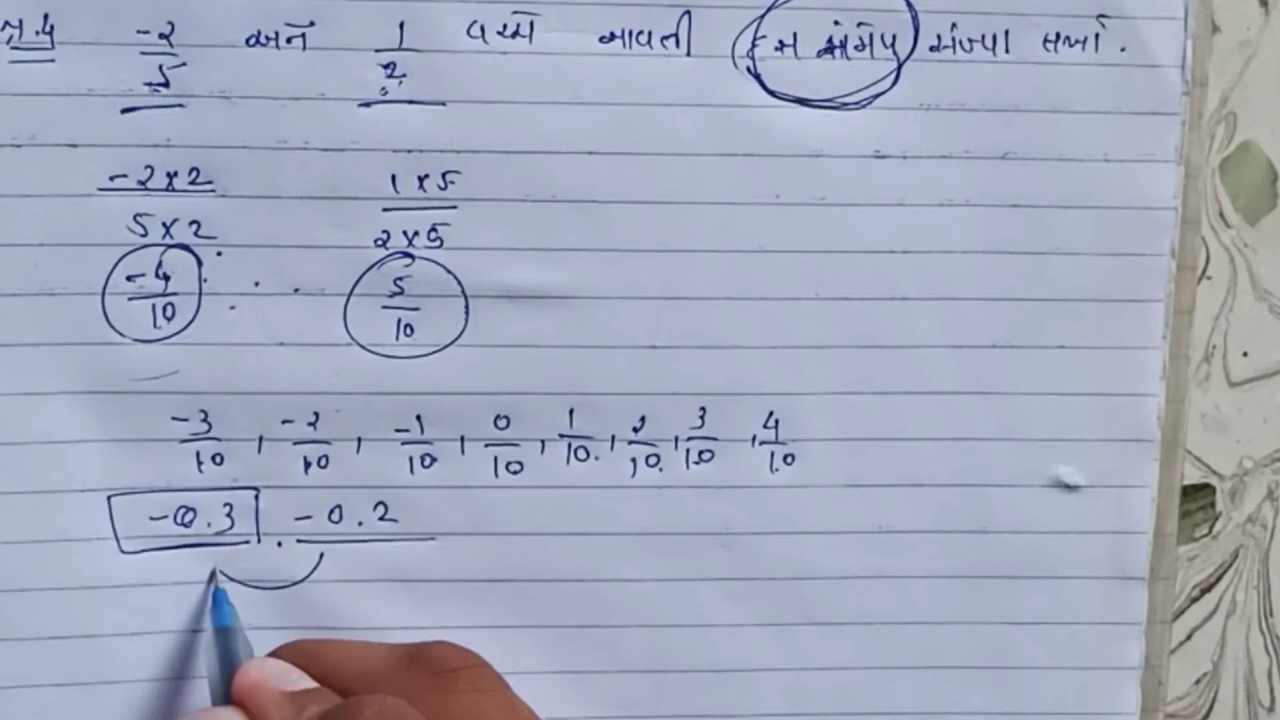 પ્ર.4 -2/5 અને 1/2 વચ્ચે આવતી સંખ્યા લખો.
-2×2 1×5
5×2 2×5
-4/10 5/10
-3/10 , -2/10 , -1/10 , 0/10 , 1/10 , 2/10 , 3/10 , 4/10
-0.3 . -0.2